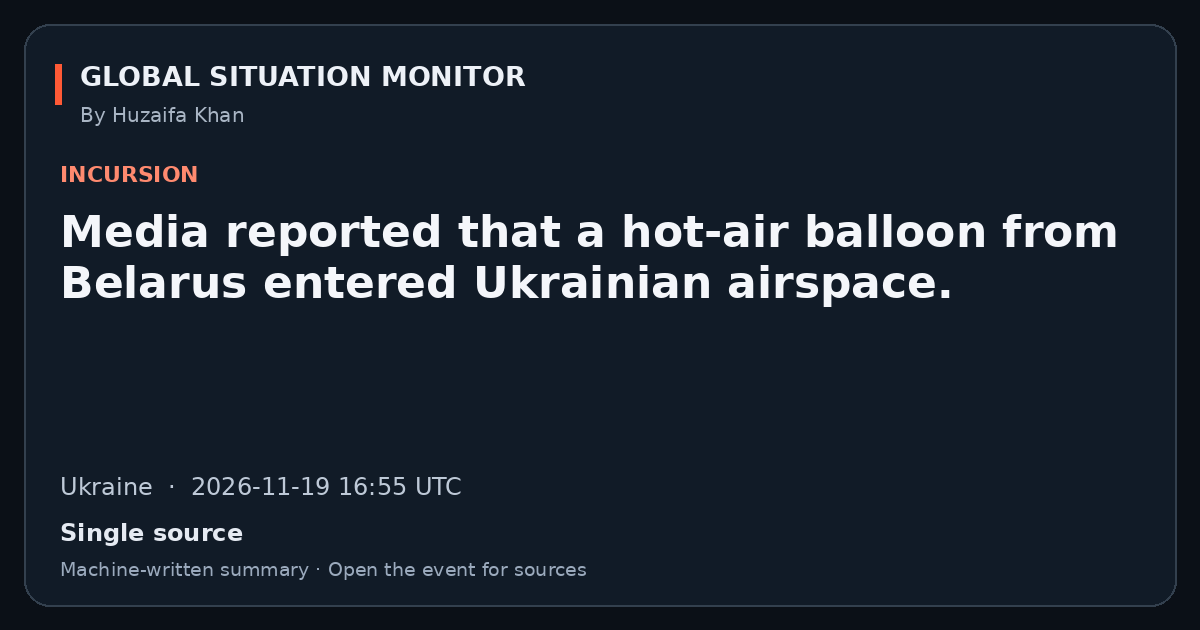 GLOBAL SITUATION MONITOR
By Huzaifa Khan
INCURSION
Media reported that a hot-air balloon from
Belarus entered Ukrainian airspace.
Ukraine · 2026-11-19 16:55 UTC
Single source
Machine-written summary · Open the event for sources